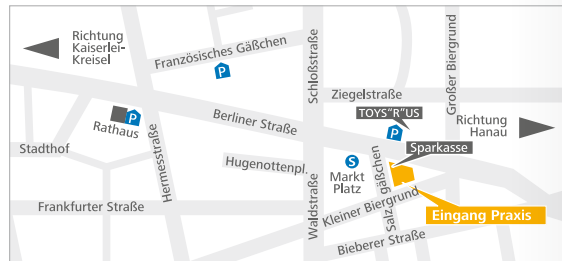 Richtung
Kaiserlei-
Kreisel
Französisches Gäßchen
P
Schloßstraße
Großer Biergrund
Ziegelstraße
TOYS"R"US
P
Richtung
Hanau
P
Rathaus
Berliner Straße
Stadthof
Hermesstraße
Hugenottenpl.
S
Markt
Platz
Sparkasse
Salzgäßchen
Frankfurter Straße
Waldstraße
Kleiner Biergrund
Eingang Praxis
Bieberer Straße